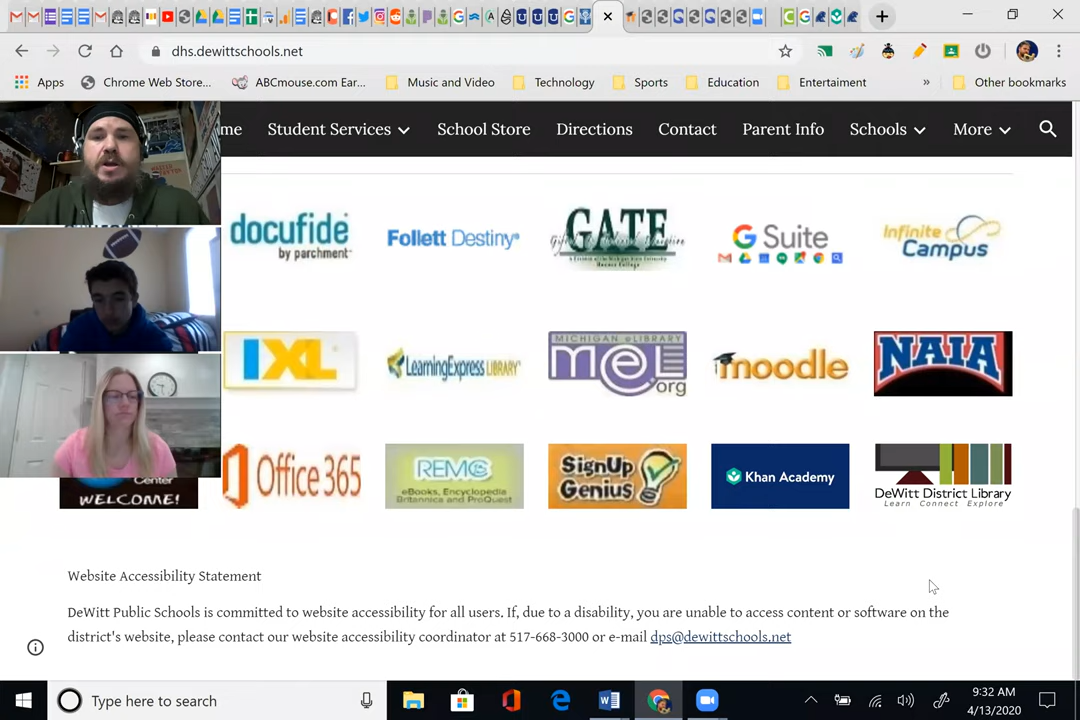 dhs.dewittschools.net
Apps
Chrome Web Store...
ABCmouse.com Ear...
Music and Video
Technology
Sports
Education
Entertaiment
»
Other bookmarks
me
Student Services
School Store
Directions
Contact
Parent Info
Schools
More
docufide
by parchment
Follett Destiny
GATE
G Suite
Infinite
Campus
IXL
LearningExpress LIBRARY
MICHIGAN eLIBRARY
mel
.org
moodle
NAIA
Center
WELCOME!
Office 365
REMC
eBooks, Encyclopedia
Britannica and ProQuest
SignUp
Genius
Khan Academy
DeWitt District Library
Learn Connect Explore
Website Accessibility Statement
DeWitt Public Schools is committed to website accessibility for all users. If, due to a disability, you are unable to access content or software on the
district's website, please contact our website accessibility coordinator at 517-668-3000 or e-mail dps@dewittschools.net
Type here to search
9:32 AM
4/13/2020